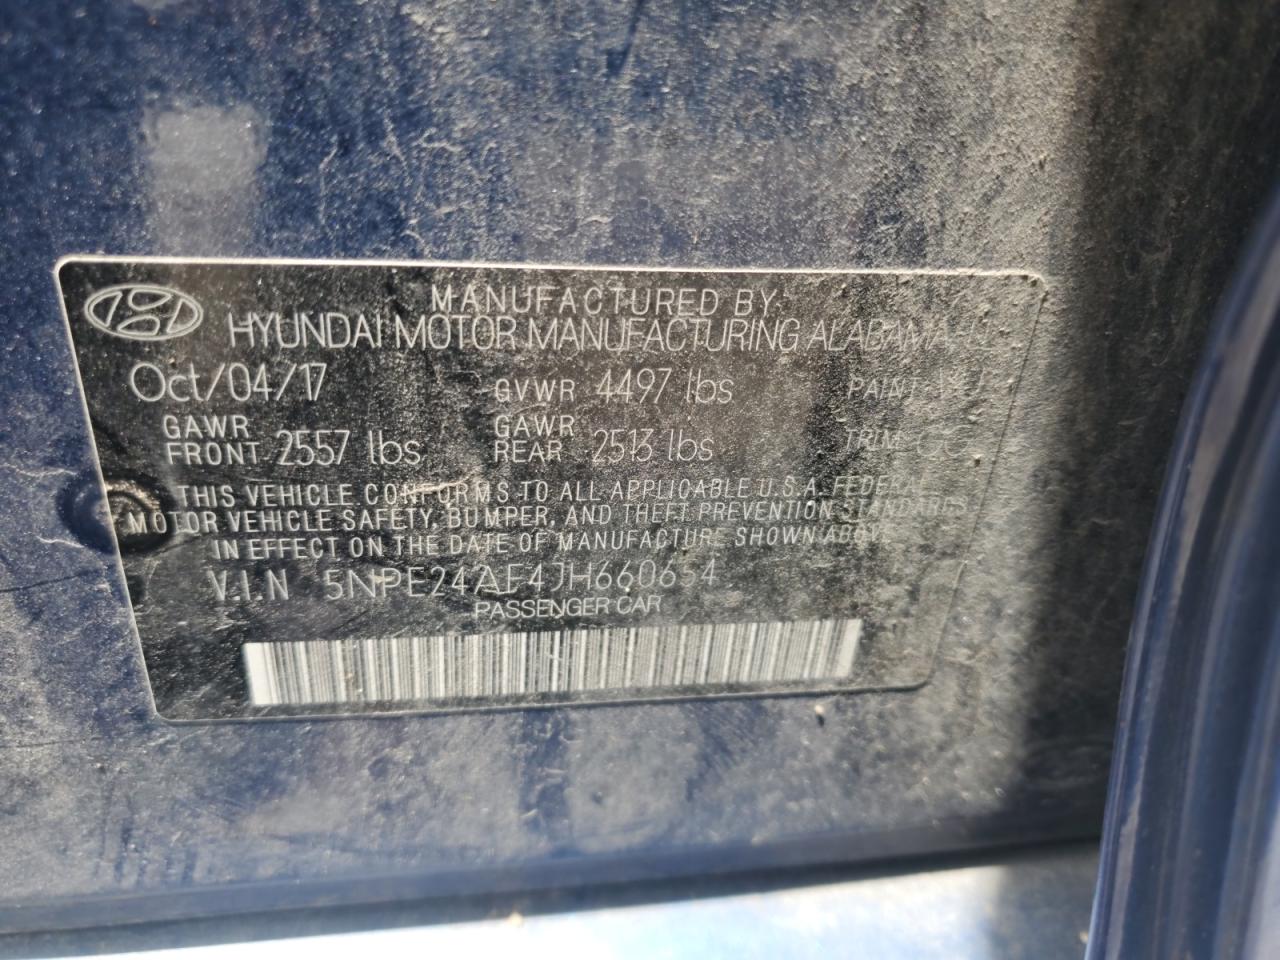 MANUFACTURED BY:
HYUNDAI MOTOR MANUFACTURING ALABAMA
Oct/04/17 GVWR 4497 lbs PAINT
GAWR FRONT 2557 lbs GAWR REAR 2513 lbs TRIM
THIS VEHICLE CONFORMS TO ALL APPLICABLE U.S.A. FEDERAL
MOTOR VEHICLE SAFETY, BUMPER, AND THEFT PREVENTION STANDARDS
IN EFFECT ON THE DATE OF MANUFACTURE SHOWN ABOVE
V.I.N 5NPE24AF4JH660654
PASSENGER CAR